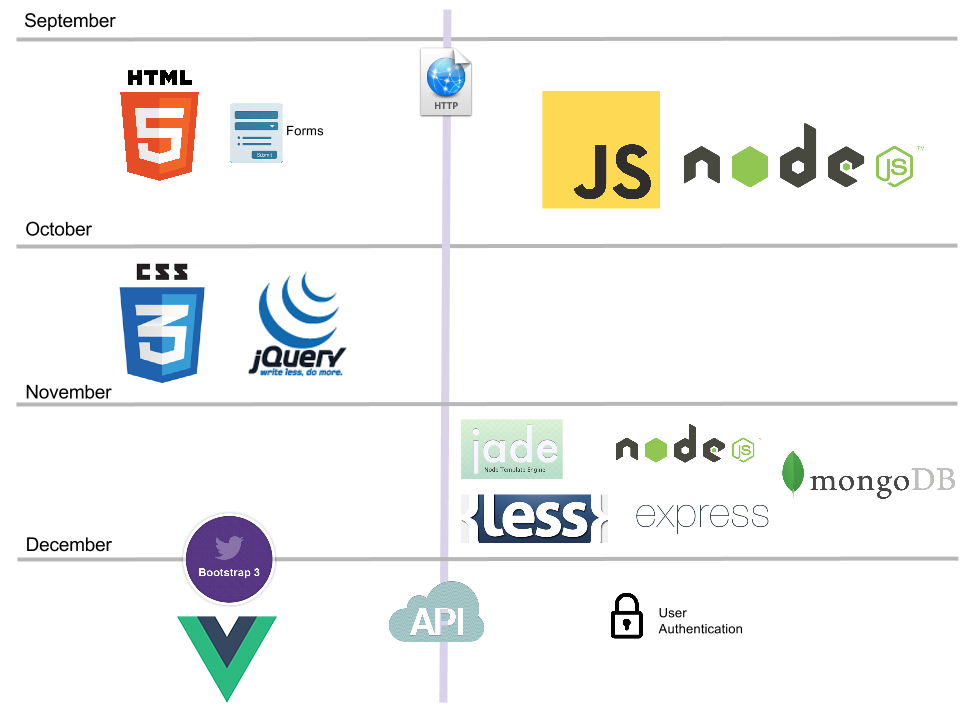 September
HTTP
HTML
5
Submit
Forms
JS
node
JS
TM
October
CSS
3
jQuery
write less, do more.
November
jade
Node Template Engine
node
JS
mongoDB
{less}
express
December
Bootstrap 3
API
User
Authentication